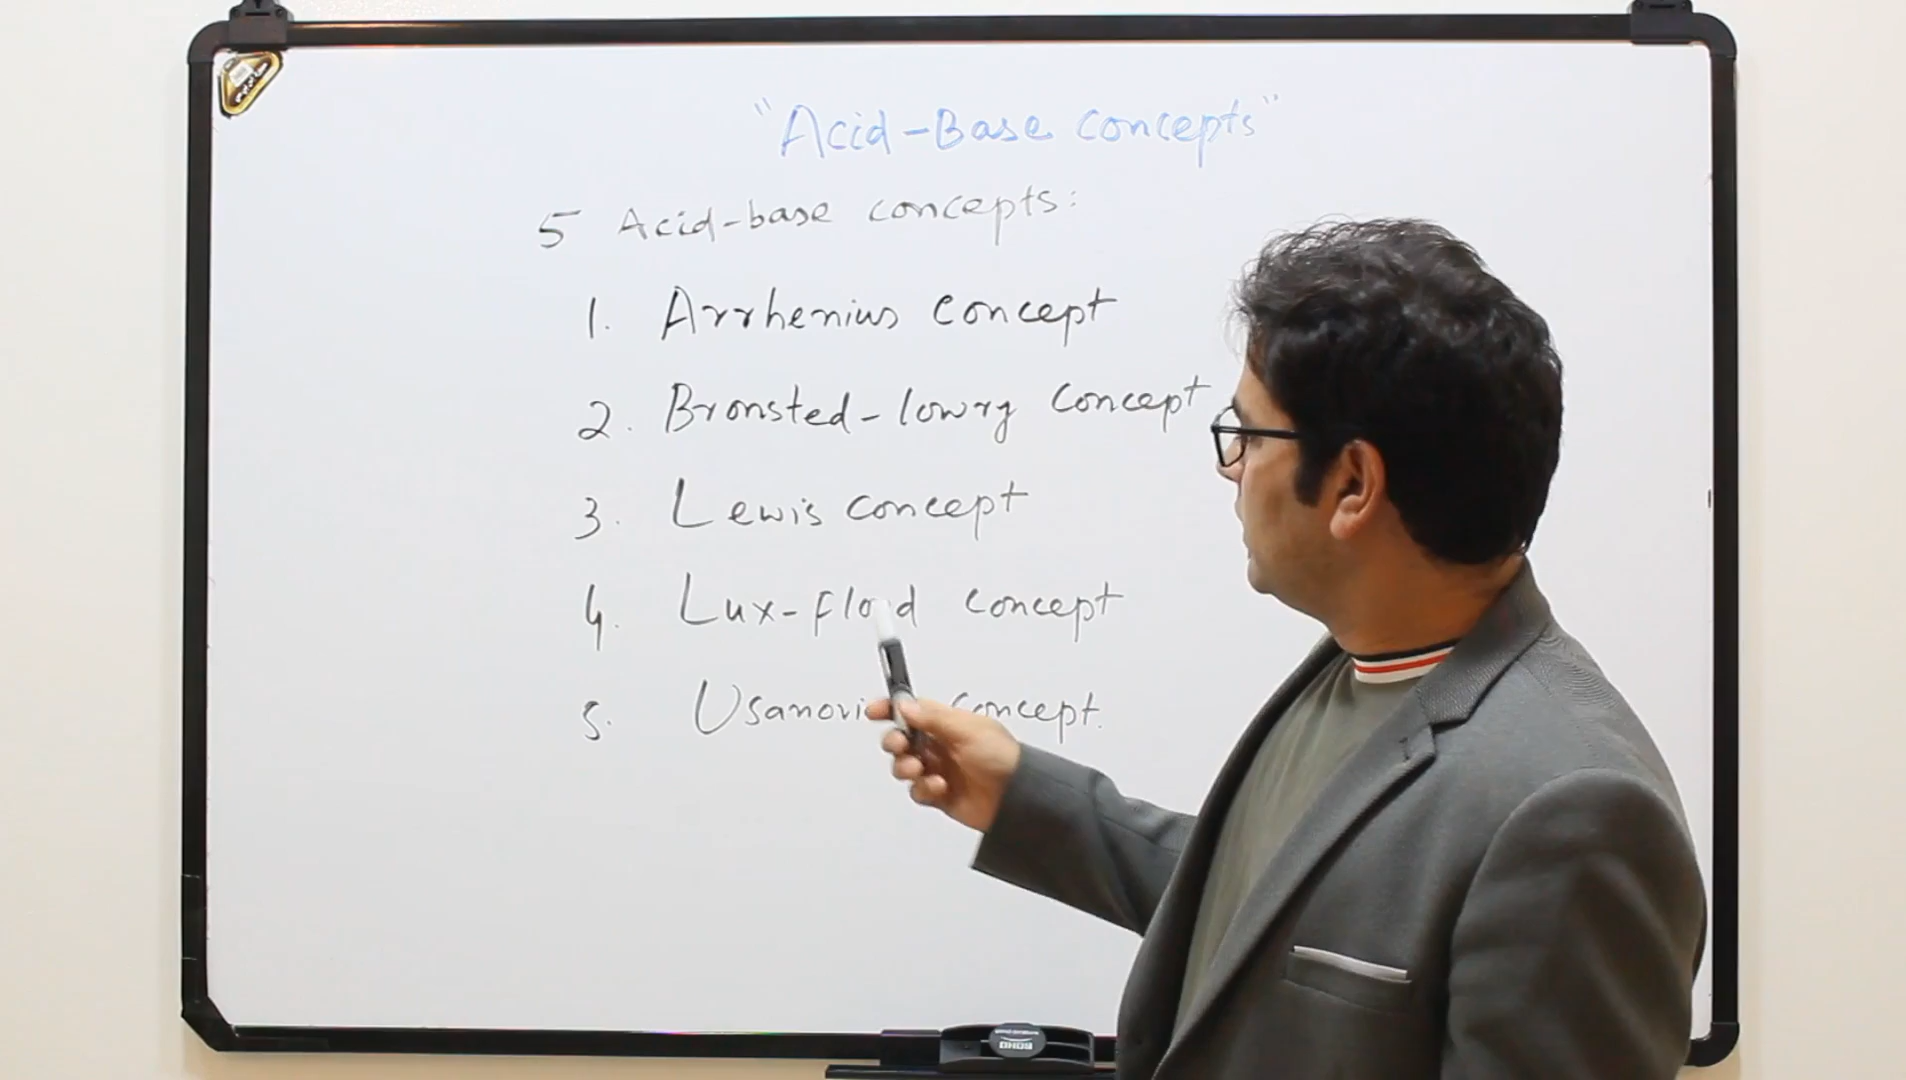 "Acid-Base concepts"
5 Acid-base concepts:
1. Arrhenius concept
2. Bronsted-lowry concept
3. Lewis concept
4. Lux-flood concept
5. concept.